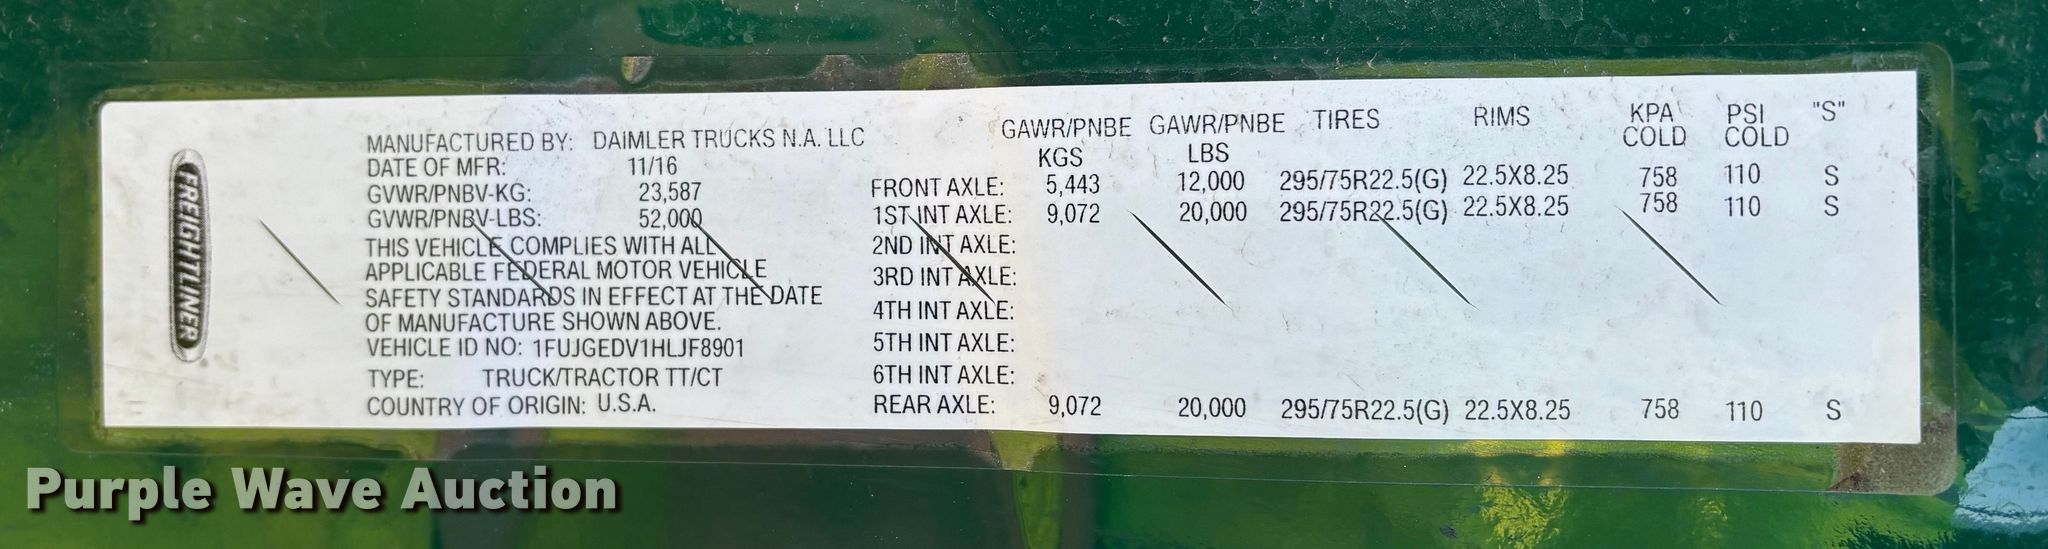 FREIGHTLINER
MANUFACTURED BY: DAIMLER TRUCKS N.A. LLC
DATE OF MFR: 11/16
GVWR/PNBV-KG: 23,587
GVWR/PNBV-LBS: 52,000
THIS VEHICLE COMPLIES WITH ALL
APPLICABLE FEDERAL MOTOR VEHICLE
SAFETY STANDARDS IN EFFECT AT THE DATE
OF MANUFACTURE SHOWN ABOVE.
VEHICLE ID NO: 1FUJGEDV1HLJF8901
TYPE: TRUCK/TRACTOR TT/CT
COUNTRY OF ORIGIN: U.S.A.
GAWR/PNBE GAWR/PNBE TIRES RIMS KPA PSI "S"
KGS LBS COLD COLD
FRONT AXLE: 5,443 12,000 295/75R22.5(G) 22.5X8.25 758 110 S
1ST INT AXLE: 9,072 20,000 295/75R22.5(G) 22.5X8.25 758 110 S
2ND INT AXLE:
3RD INT AXLE:
4TH INT AXLE:
5TH INT AXLE:
6TH INT AXLE:
REAR AXLE: 9,072 20,000 295/75R22.5(G) 22.5X8.25 758 110 S
Purple Wave Auction